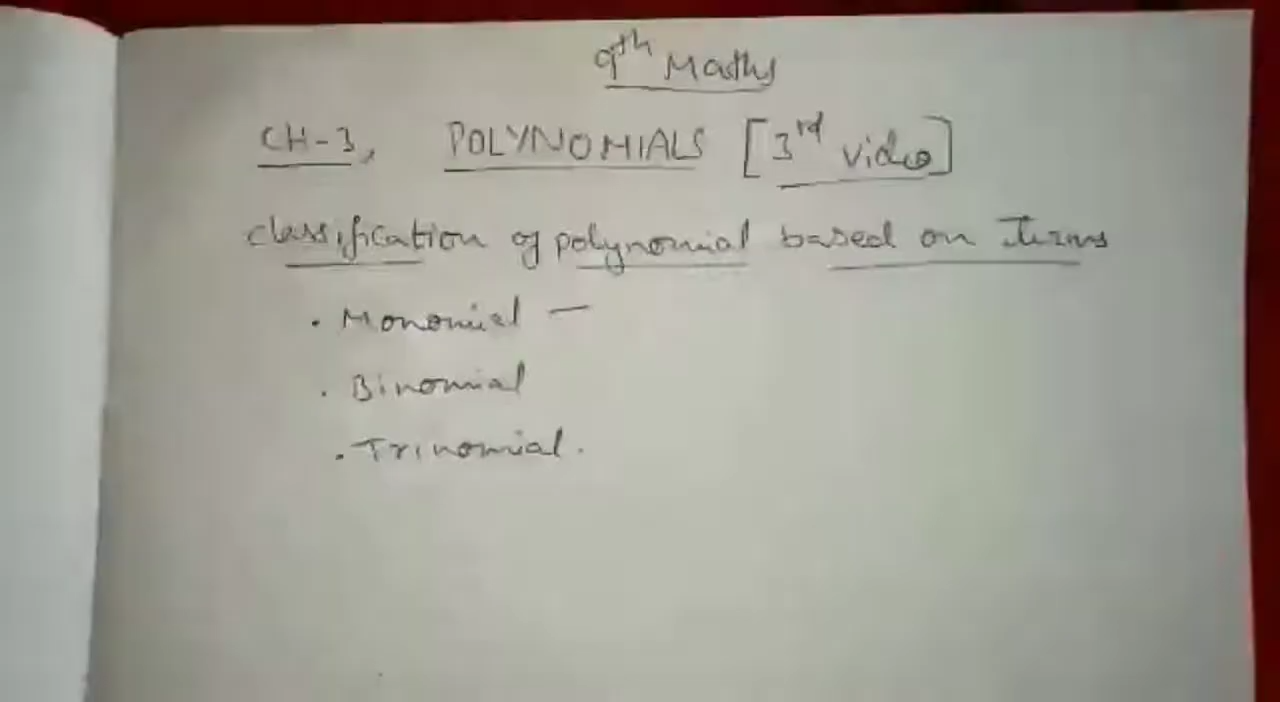 9th Maths
CH-3, POLYNOMIALS [3rd video]
classification of polynomial based on Terms
. Monomial —
. Binomial
. Trinomial.